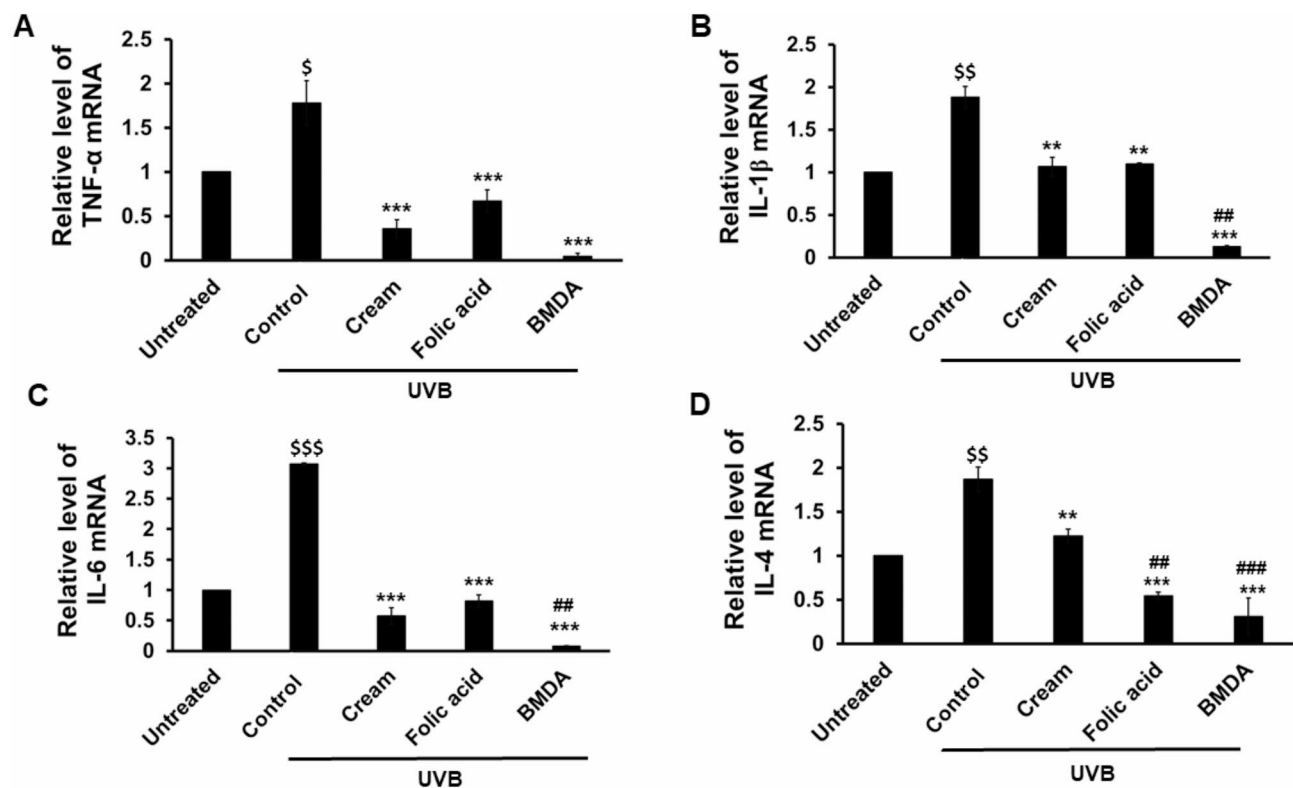 A
Relative level of
TNF-α mRNA
2.5
2
1.5
1
0.5
0
$
***
***
***
Untreated
Control
Cream
Folic acid
BMDA
UVB
B
Relative level of
IL-1β mRNA
2.5
2
1.5
1
0.5
0
$$
**
**
##
***
Untreated
Control
Cream
Folic acid
BMDA
UVB
C
Relative level of
IL-6 mRNA
3.5
3
2.5
2
1.5
1
0.5
0
$$$
***
***
##
***
Untreated
Control
Cream
Folic acid
BMDA
UVB
D
Relative level of
IL-4 mRNA
2.5
2
1.5
1
0.5
0
$$
**
##
***
###
***
Untreated
Control
Cream
Folic acid
BMDA
UVB